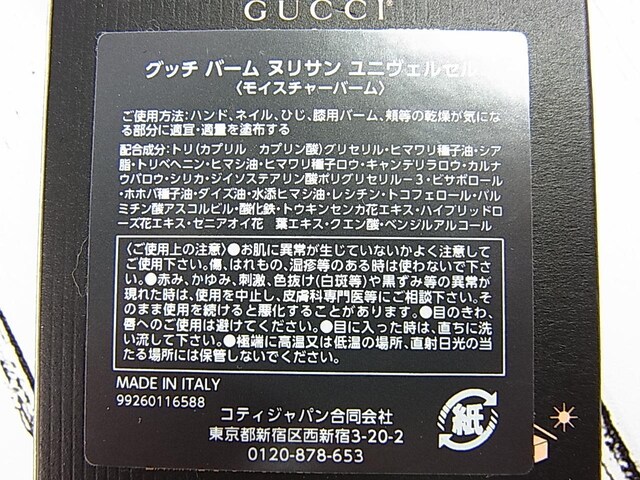 GUCCI
グッチ バーム ヌリサン ユニヴェルセル
〈モイスチャーバーム〉
ご使用方法:ハンド、ネイル、ひじ、膝用バーム、頬等の乾燥が気にな
る部分に適宜・適量を塗布する
配合成分:トリ(カプリル カプリン酸)グリセリル・ヒマワリ種子油・シア
脂・トリベヘニン・ヒマシ油・ヒマワリ種子ロウ・キャンデリラロウ・カルナ
ウバロウ・シリカ・ジイソステアリン酸ポリグリセリル－3・ビサボロール
・ホホバ種子油・ダイズ油・水添ヒマシ油・レシチン・トコフェロール・パル
ミチン酸アスコルビル・酸化鉄・トウキンセンカ花エキス・ハイブリッドロ
ーズ花エキス・ゼニアオイ花 葉エキス・クエン酸・ベンジルアルコール
〈ご使用上の注意〉●お肌に異常が生じていないかよく注意して
ご使用下さい。傷、はれもの、湿疹等のある時は使わないで下さ
い。●赤み、かゆみ、刺激、色抜け(白斑等)や黒ずみ等の異常が
現れた時は、使用を中止し、皮膚科専門医等にご相談下さい。そ
のまま使用を続けると悪化することがあります。●目のきわ、
唇へのご使用は避けてください。●目に入った時は、直ちに洗
い流して下さい。●極端に高温又は低温の場所、直射日光の当
たる場所には保管しないでください。
MADE IN ITALY
99260116588
紙
コティジャパン合同会社
東京都新宿区西新宿3-20-2
0120-878-653